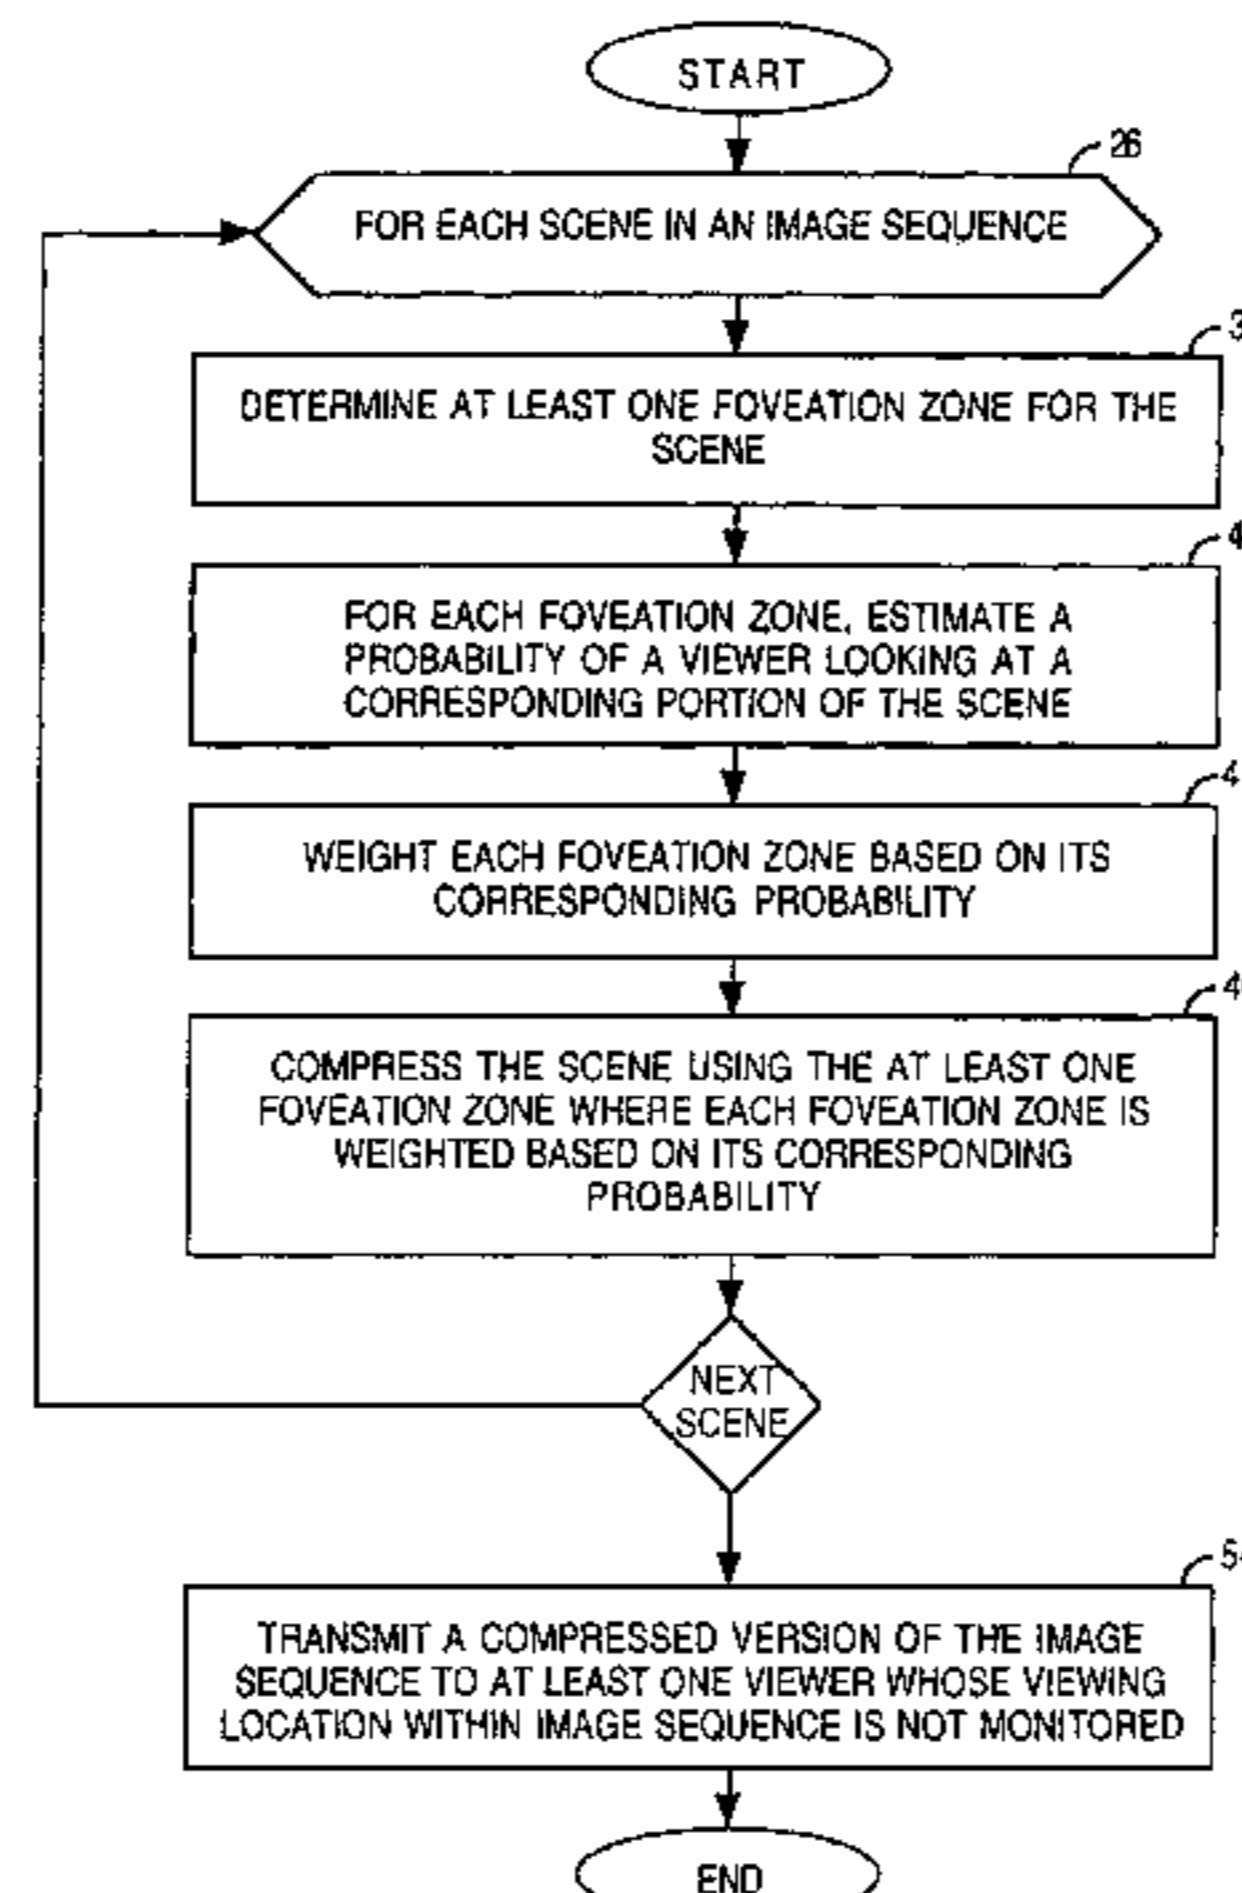 START
26
FOR EACH SCENE IN AN IMAGE SEQUENCE
DETERMINE AT LEAST ONE FOVEATION ZONE FOR THE
SCENE
FOR EACH FOVEATION ZONE, ESTIMATE A
PROBABILITY OF A VIEWER LOOKING AT A
CORRESPONDING PORTION OF THE SCENE
WEIGHT EACH FOVEATION ZONE BASED ON ITS
CORRESPONDING PROBABILITY
COMPRESS THE SCENE USING THE AT LEAST ONE
FOVEATION ZONE WHERE EACH FOVEATION ZONE IS
WEIGHTED BASED ON ITS CORRESPONDING
PROBABILITY
NEXT
SCENE
TRANSMIT A COMPRESSED VERSION OF THE IMAGE
SEQUENCE TO AT LEAST ONE VIEWER WHOSE VIEWING
LOCATION WITHIN IMAGE SEQUENCE IS NOT MONITORED
END